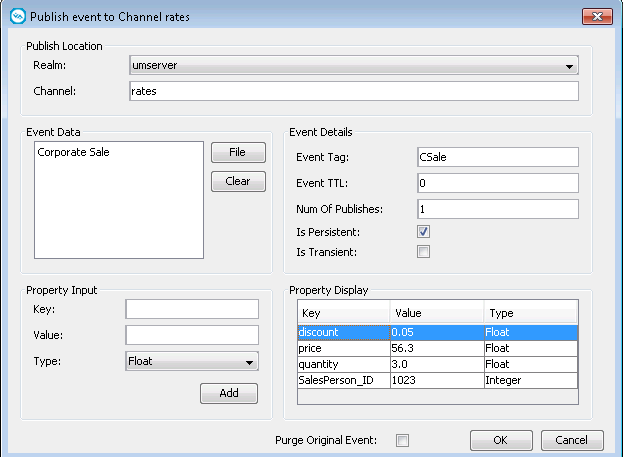 Publish event to Channel rates
Publish Location
Realm: umserver
Channel: rates
Event Data
Corporate Sale
File
Clear
Event Details
Event Tag: CSale
Event TTL: 0
Num Of Publishes: 1
Is Persistent:
Is Transient:
Property Input
Key:
Value:
Type: Float
Add
Property Display
Key Value Type
discount 0.05 Float
price 56.3 Float
quantity 3.0 Float
SalesPerson_ID 1023 Integer
Purge Original Event: OK Cancel